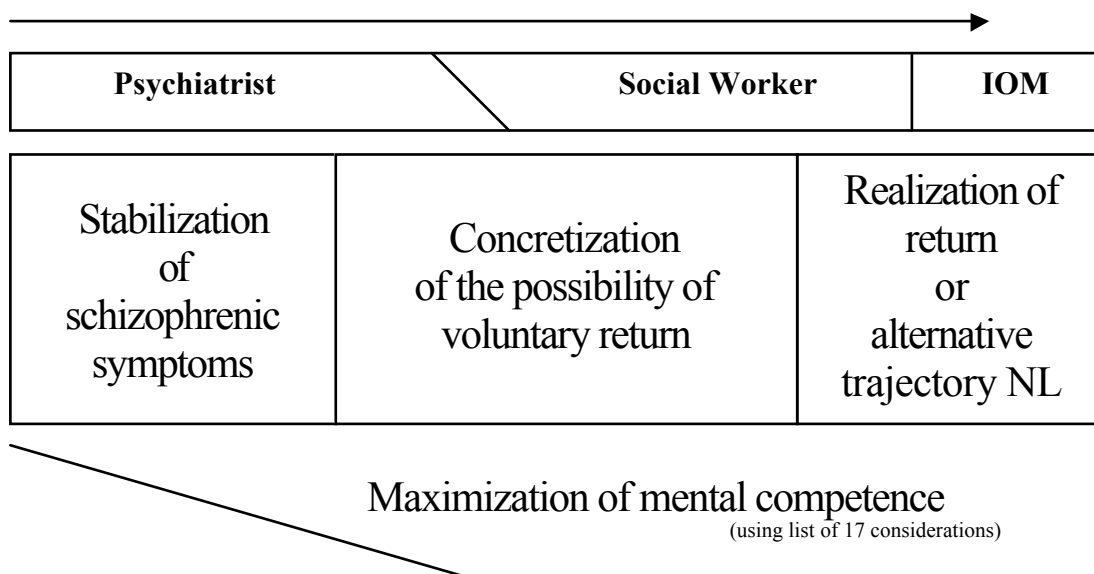 Psychiatrist Social Worker IOM
Stabilization
of
schizophrenic
symptoms
Concretization
of the possibility of
voluntary return
Realization of
return
or
alternative
trajectory NL
Maximization of mental competence
(using list of 17 considerations)